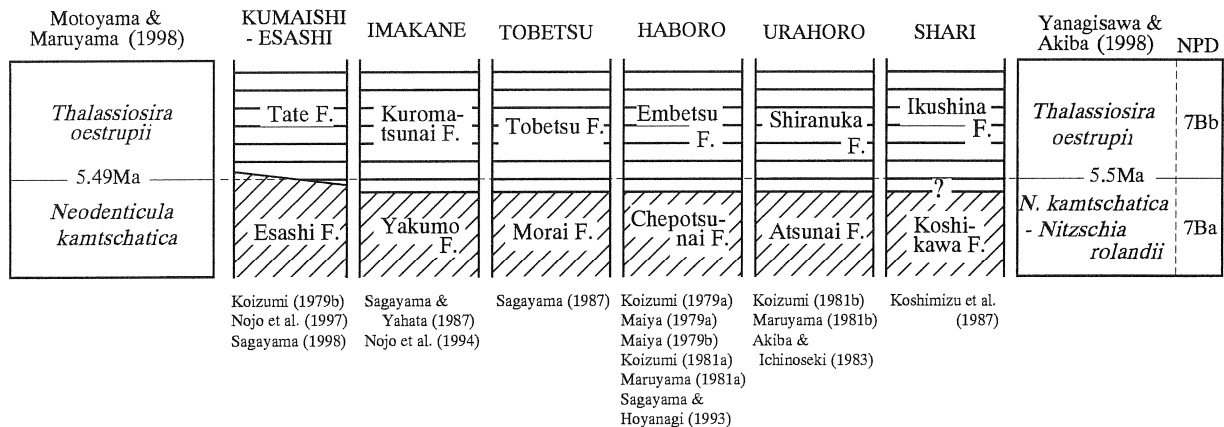 Motoyama &
Maruyama (1998)
KUMAISHI
- ESASHI
IMAKANE
TOBETSU
HABORO
URAHORO
SHARI
Yanagisawa &
Akiba (1998)
NPD
Thalassiosira
oestrupii
5.49Ma
Neodenticula
kamtschatica
Tate F.
Esashi F.
Kuroma-
tsunai F.
Yakumo
F.
Tobetsu F.
Morai F.
Embetsu
F.
Chepotsu-
nai F.
Shiranuka
F.
Atsunai F.
Ikushina
F.
?
Koshi-
kawa F.
Thalassiosira
oestrupii
5.5Ma
N. kamtschatica
- Nitzschia
rolandii
7Bb
7Ba
Koizumi (1979b)
Nojo et al. (1997)
Sagayama (1998)
Sagayama &
Yahata (1987)
Nojo et al. (1994)
Sagayama (1987)
Koizumi (1979a)
Maiya (1979a)
Maiya (1979b)
Koizumi (1981a)
Maruyama (1981a)
Sagayama &
Hoyanagi (1993)
Koizumi (1981b)
Maruyama (1981b)
Akiba &
Ichinoseki (1983)
Koshimizu et al.
(1987)